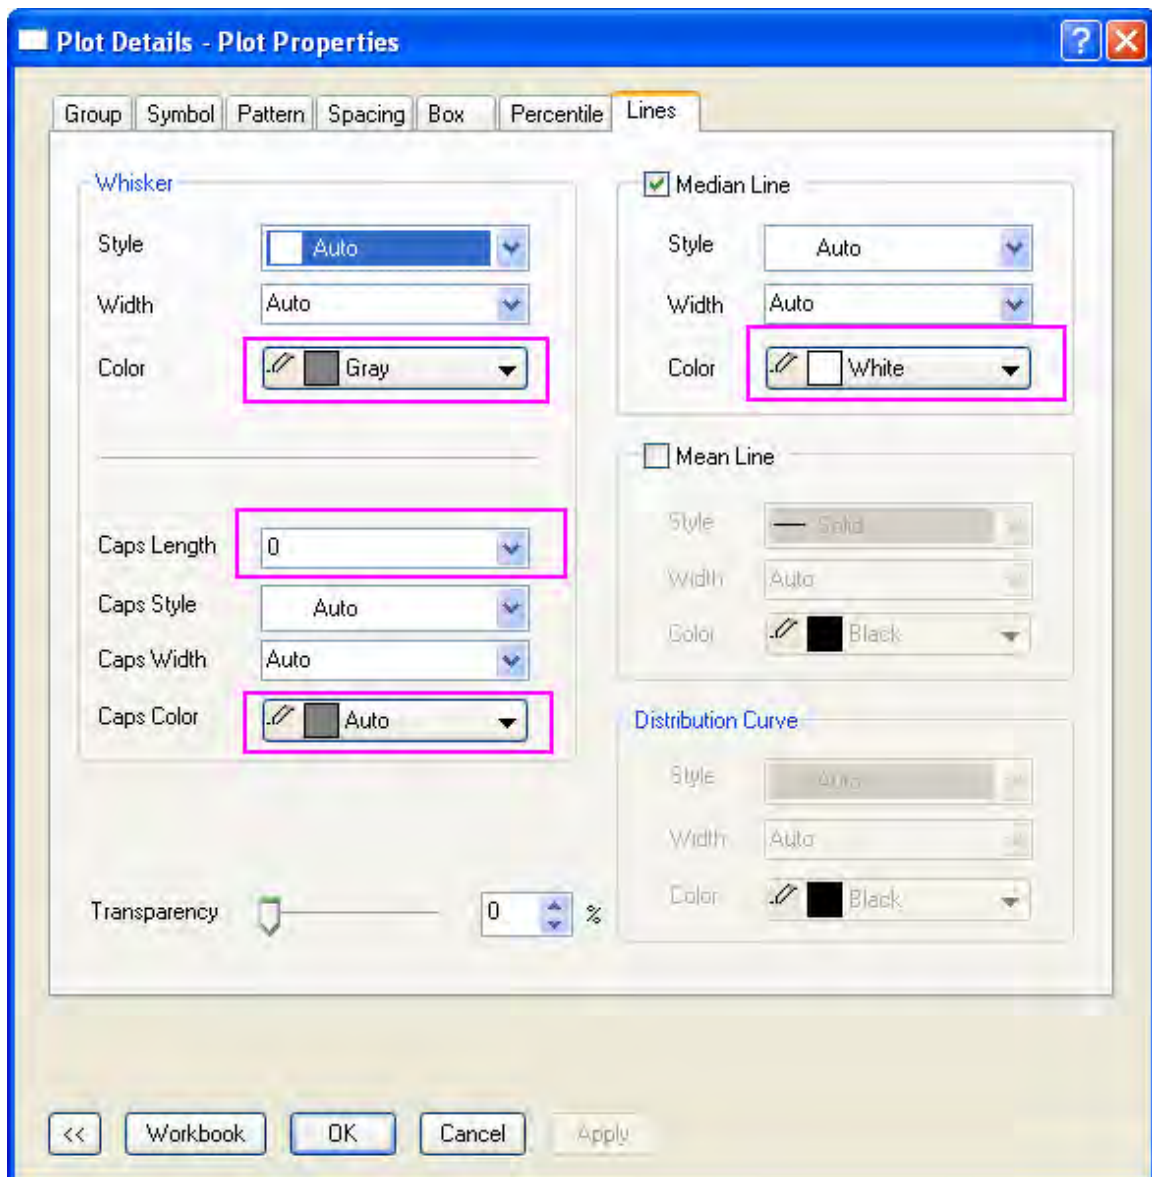 Plot Details - Plot Properties
?
Group Symbol Pattern Spacing Box Percentile Lines
Whisker
Style Auto
Width Auto
Color Gray
Caps Length 0
Caps Style Auto
Caps Width Auto
Caps Color Auto
Transparency 0 %
Median Line
Style Auto
Width Auto
Color White
Mean Line
Style Solid
Width Auto
Color Black
Distribution Curve
Style Auto
Width Auto
Color Black
<< Workbook OK Cancel Apply